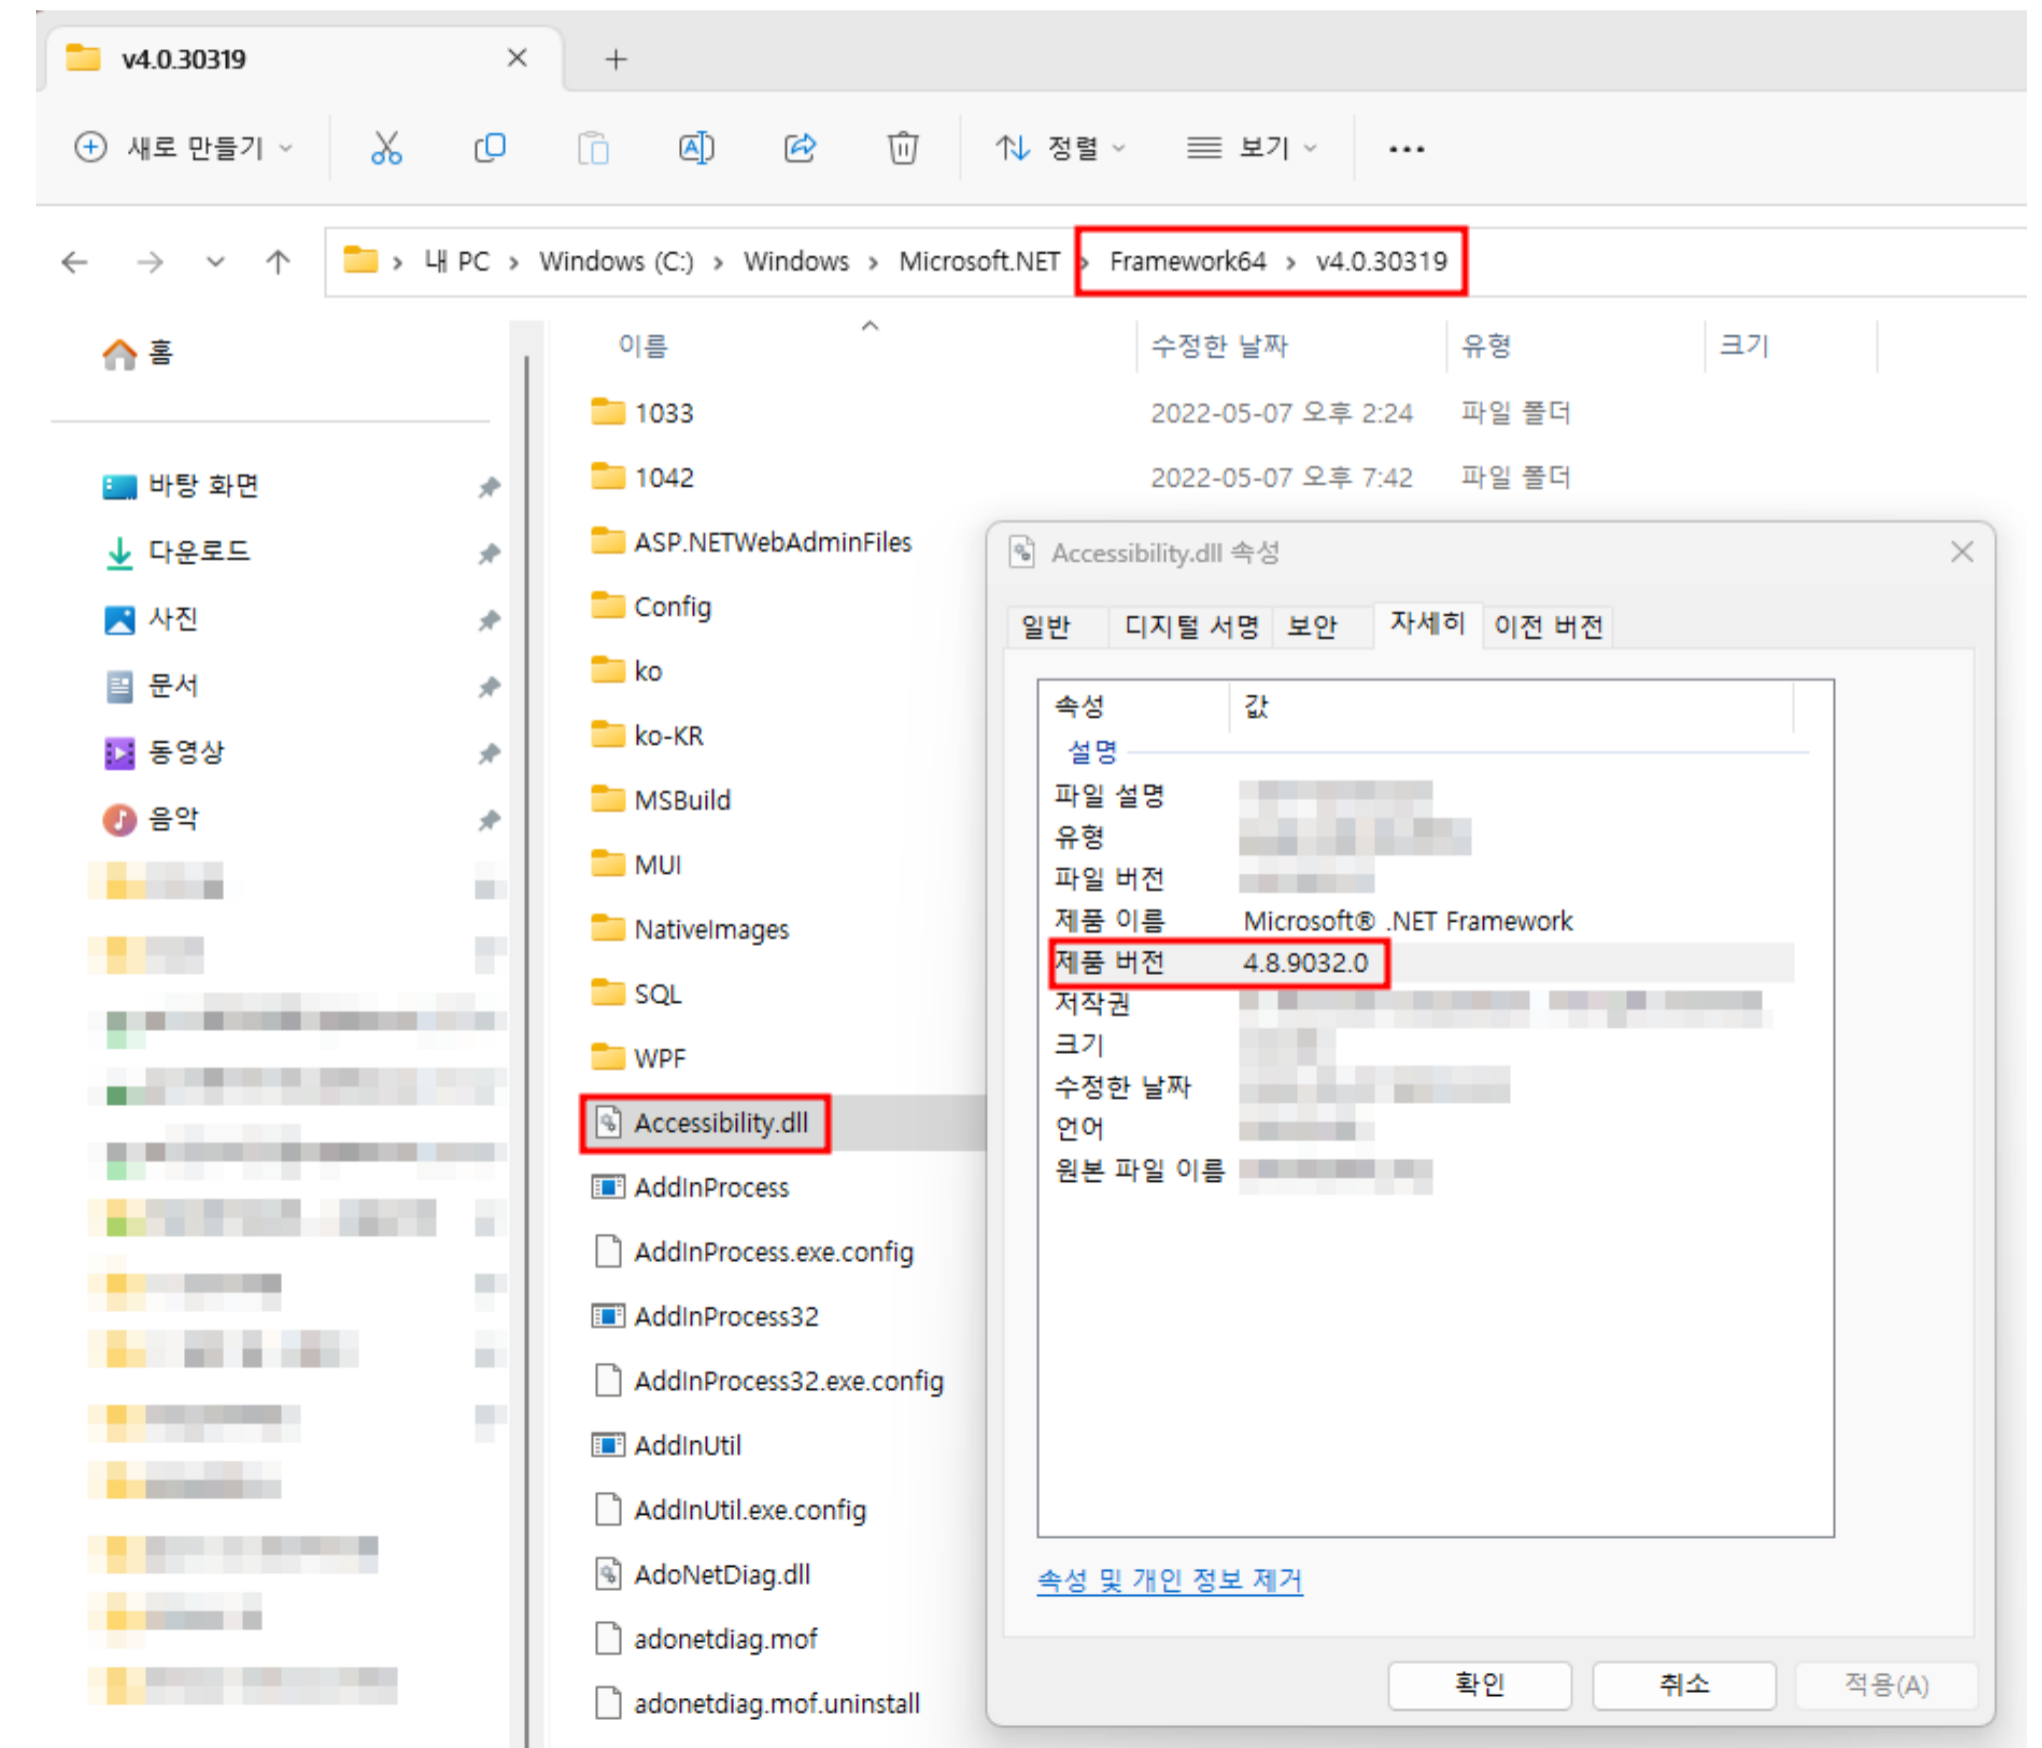 v4.0.30319
새로 만들기
정렬
보기
내 PC > Windows (C:) > Windows > Microsoft.NET > Framework64 > v4.0.30319
홈
바탕 화면
다운로드
사진
문서
동영상
음악
이름 수정한 날짜 유형 크기
1033 2022-05-07 오후 2:24 파일 폴더
1042 2022-05-07 오후 7:42 파일 폴더
ASP.NETWebAdminFiles
Config
ko
ko-KR
MSBuild
MUI
NativeImages
SQL
WPF
Accessibility.dll
AddInProcess
AddInProcess.exe.config
AddInProcess32
AddInProcess32.exe.config
AddInUtil
AddInUtil.exe.config
AdoNetDiag.dll
adonetdiag.mof
adonetdiag.mof.uninstall
Accessibility.dll 속성
일반 디지털 서명 보안 자세히 이전 버전
속성 값
설명
파일 설명
유형
파일 버전
제품 이름 Microsoft® .NET Framework
제품 버전 4.8.9032.0
저작권
크기
수정한 날짜
언어
원본 파일 이름
속성 및 개인 정보 제거
확인 취소 적용(A)